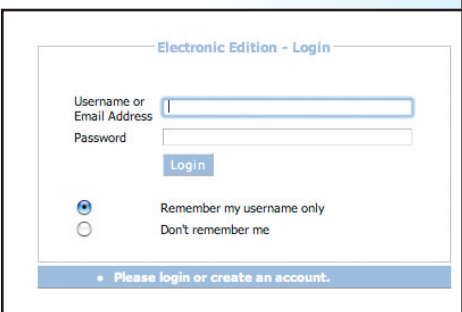 Electronic Edition - Login
Username or
Email Address
Password
Login
Remember my username only
Don't remember me
• Please login or create an account.